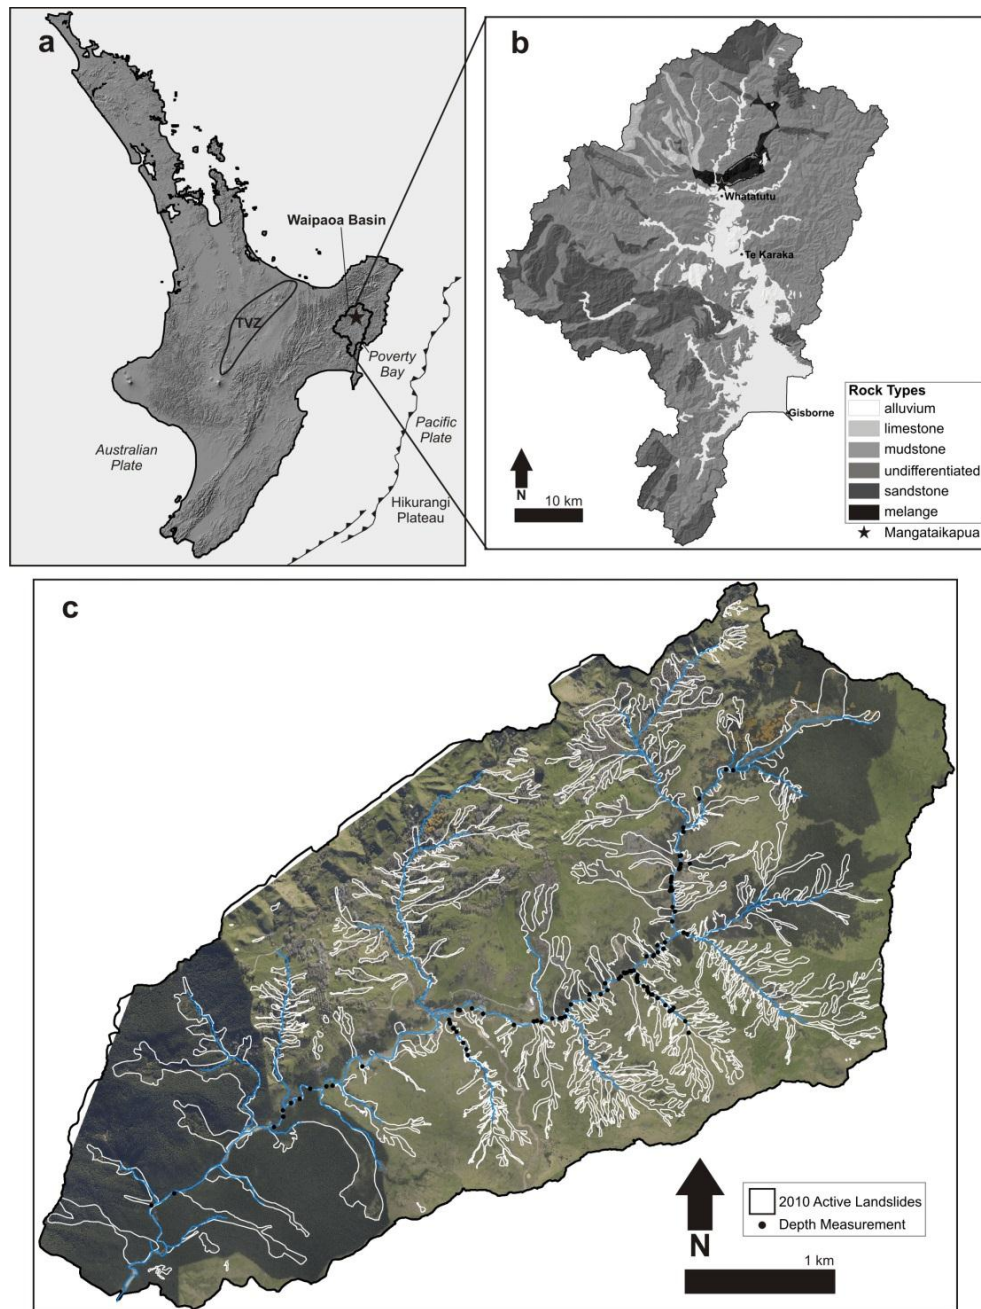 a
Waipaoa Basin
TVZ
Poverty
Bay
Pacific
Plate
Australian
Plate
Hikurangi
Plateau
b
Whatatutu
Te Karaka
Gisborne
N
10 km
Rock Types
alluvium
limestone
mudstone
undifferentiated
sandstone
melange
Mangataikapua
c
N
2010 Active Landslides
Depth Measurement
1 km